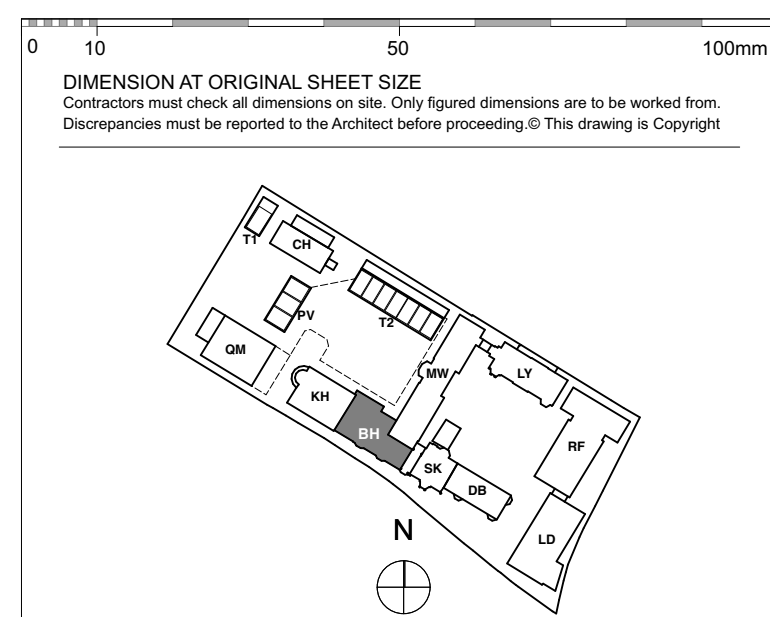 0 10 50 100mm
DIMENSION AT ORIGINAL SHEET SIZE
Contractors must check all dimensions on site. Only figured dimensions are to be worked from.
Discrepancies must be reported to the Architect before proceeding.© This drawing is Copyright
T1
CH
PV
T2
QM
MW
LY
KH
BH
RF
SK
DB
LD
N